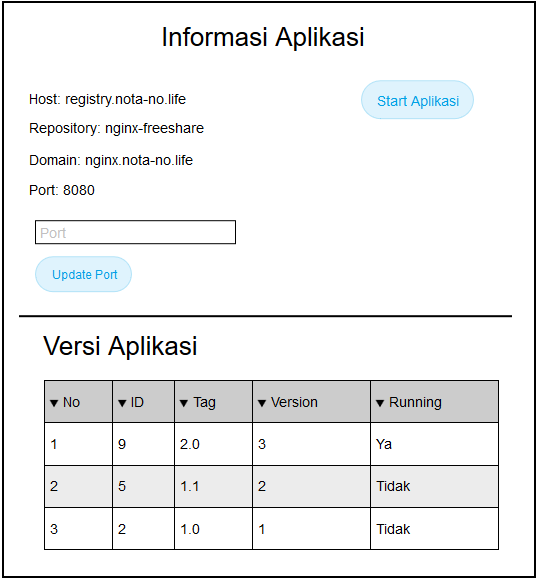 Informasi Aplikasi
Host: registry.nota-no.life
Start Aplikasi
Repository: nginx-freeshare
Domain: nginx.nota-no.life
Port: 8080
Port
Update Port
Versi Aplikasi
No ID Tag Version Running
1 9 2.0 3 Ya
2 5 1.1 2 Tidak
3 2 1.0 1 Tidak